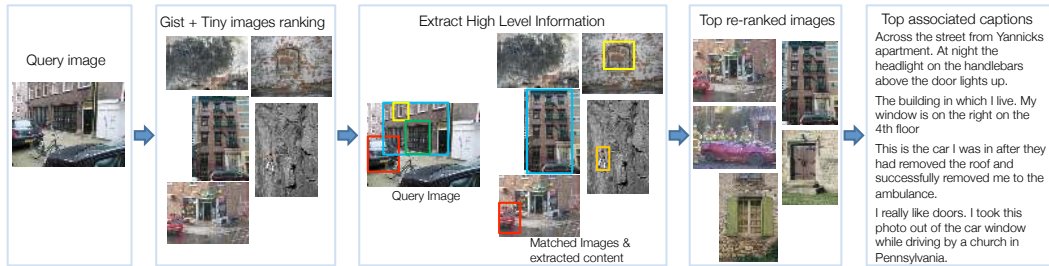 Query image
Gist + Tiny images ranking
Extract High Level Information
Query Image
Matched Images &
extracted content
Top re-ranked images
Top associated captions
Across the street from Yannicks
apartment. At night the
headlight on the handlebars
above the door lights up.
The building in which I live. My
window is on the right on the
4th floor
This is the car I was in after they
had removed the roof and
successfully removed me to the
ambulance.
I really like doors. I took this
photo out of the car window
while driving by a church in
Pennsylvania.